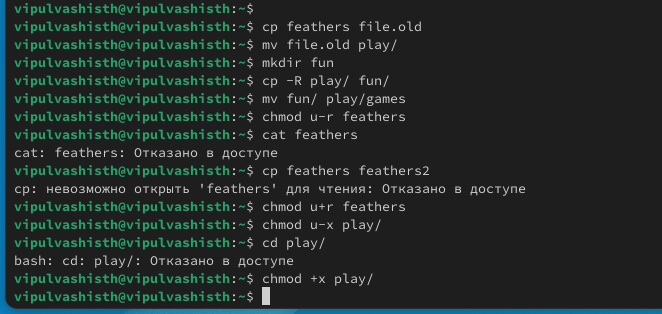 vipulvashisth@vipulvashisth:~$
vipulvashisth@vipulvashisth:~$ cp feathers file.old
vipulvashisth@vipulvashisth:~$ mv file.old play/
vipulvashisth@vipulvashisth:~$ mkdir fun
vipulvashisth@vipulvashisth:~$ cp -R play/ fun/
vipulvashisth@vipulvashisth:~$ mv fun/ play/games
vipulvashisth@vipulvashisth:~$ chmod u-r feathers
vipulvashisth@vipulvashisth:~$ cat feathers
cat: feathers: Отказано в доступе
vipulvashisth@vipulvashisth:~$ cp feathers feathers2
cp: невозможно открыть 'feathers' для чтения: Отказано в доступе
vipulvashisth@vipulvashisth:~$ chmod u+r feathers
vipulvashisth@vipulvashisth:~$ chmod u-x play/
vipulvashisth@vipulvashisth:~$ cd play/
bash: cd: play/: Отказано в доступе
vipulvashisth@vipulvashisth:~$ chmod +x play/
vipulvashisth@vipulvashisth:~$